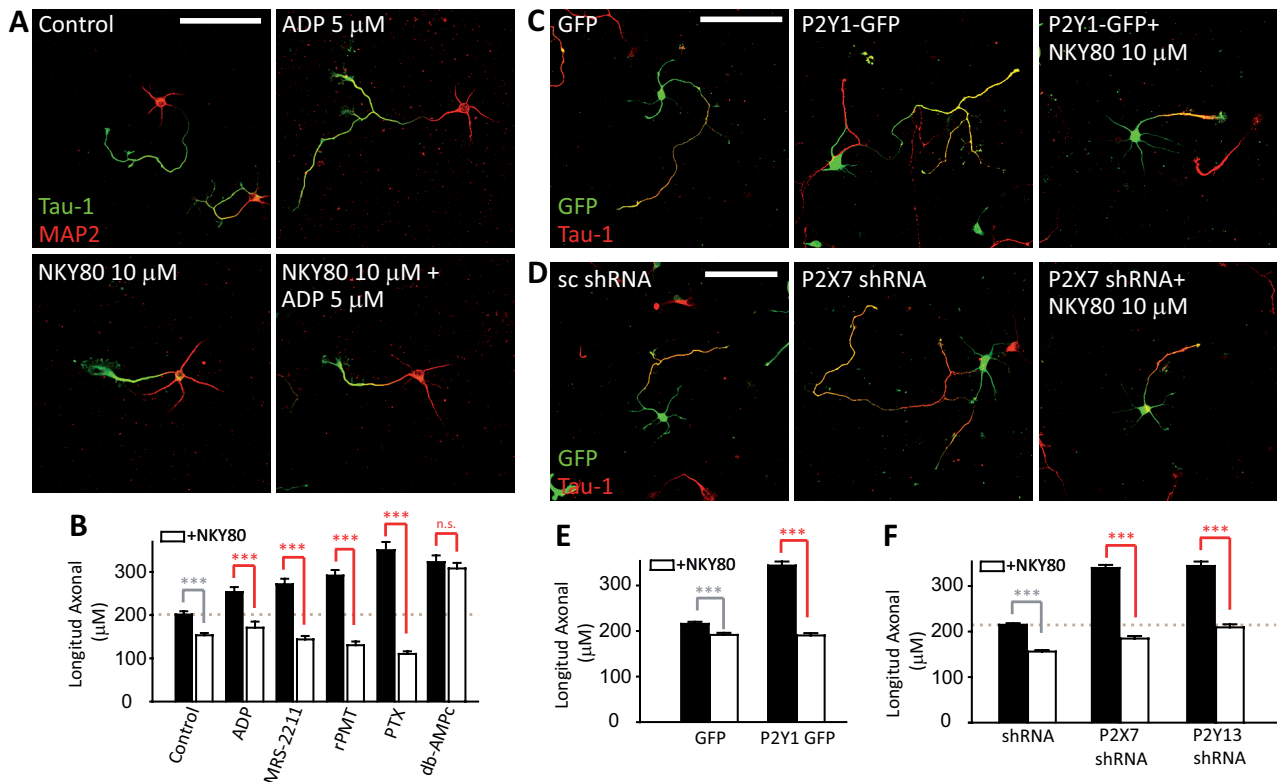 A
Control
ADP 5 μM
Tau-1
MAP2
NKY80 10 μM
NKY80 10 μM +
ADP 5 μM
C
GFP
P2Y1-GFP
P2Y1-GFP+
NKY80 10 μM
GFP
Tau-1
D
sc shRNA
P2X7 shRNA
P2X7 shRNA+
NKY80 10 μM
GFP
Tau-1
B
+NKY80
Longitud Axonal
(μM)
300
200
100
0
***
***
***
***
***
n.s.
Control
ADP
MRS-2211
rPMT
PTX
db-AMPc
E
+NKY80
Longitud Axonal
(μM)
300
200
100
0
***
***
GFP
P2Y1 GFP
F
+NKY80
Longitud Axonal
(μM)
300
200
100
0
***
***
***
shRNA
P2X7
shRNA
P2Y13
shRNA